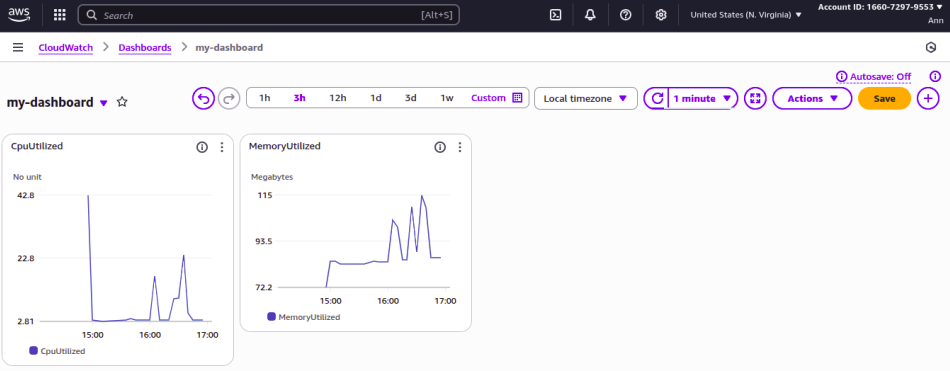 aws
Search [Alt+S]
United States (N. Virginia) ▼
Account ID: 1660-7297-9553 ▼
Ann
CloudWatch > Dashboards > my-dashboard
Autosave: Off
my-dashboard ▼
1h 3h 12h 1d 3d 1w Custom
Local timezone ▼
1 minute ▼
Actions ▼
Save
CpuUtilized
No unit
42.8
22.8
2.81
15:00 16:00 17:00
CpuUtilized
MemoryUtilized
Megabytes
115
93.5
72.2
15:00 16:00 17:00
MemoryUtilized